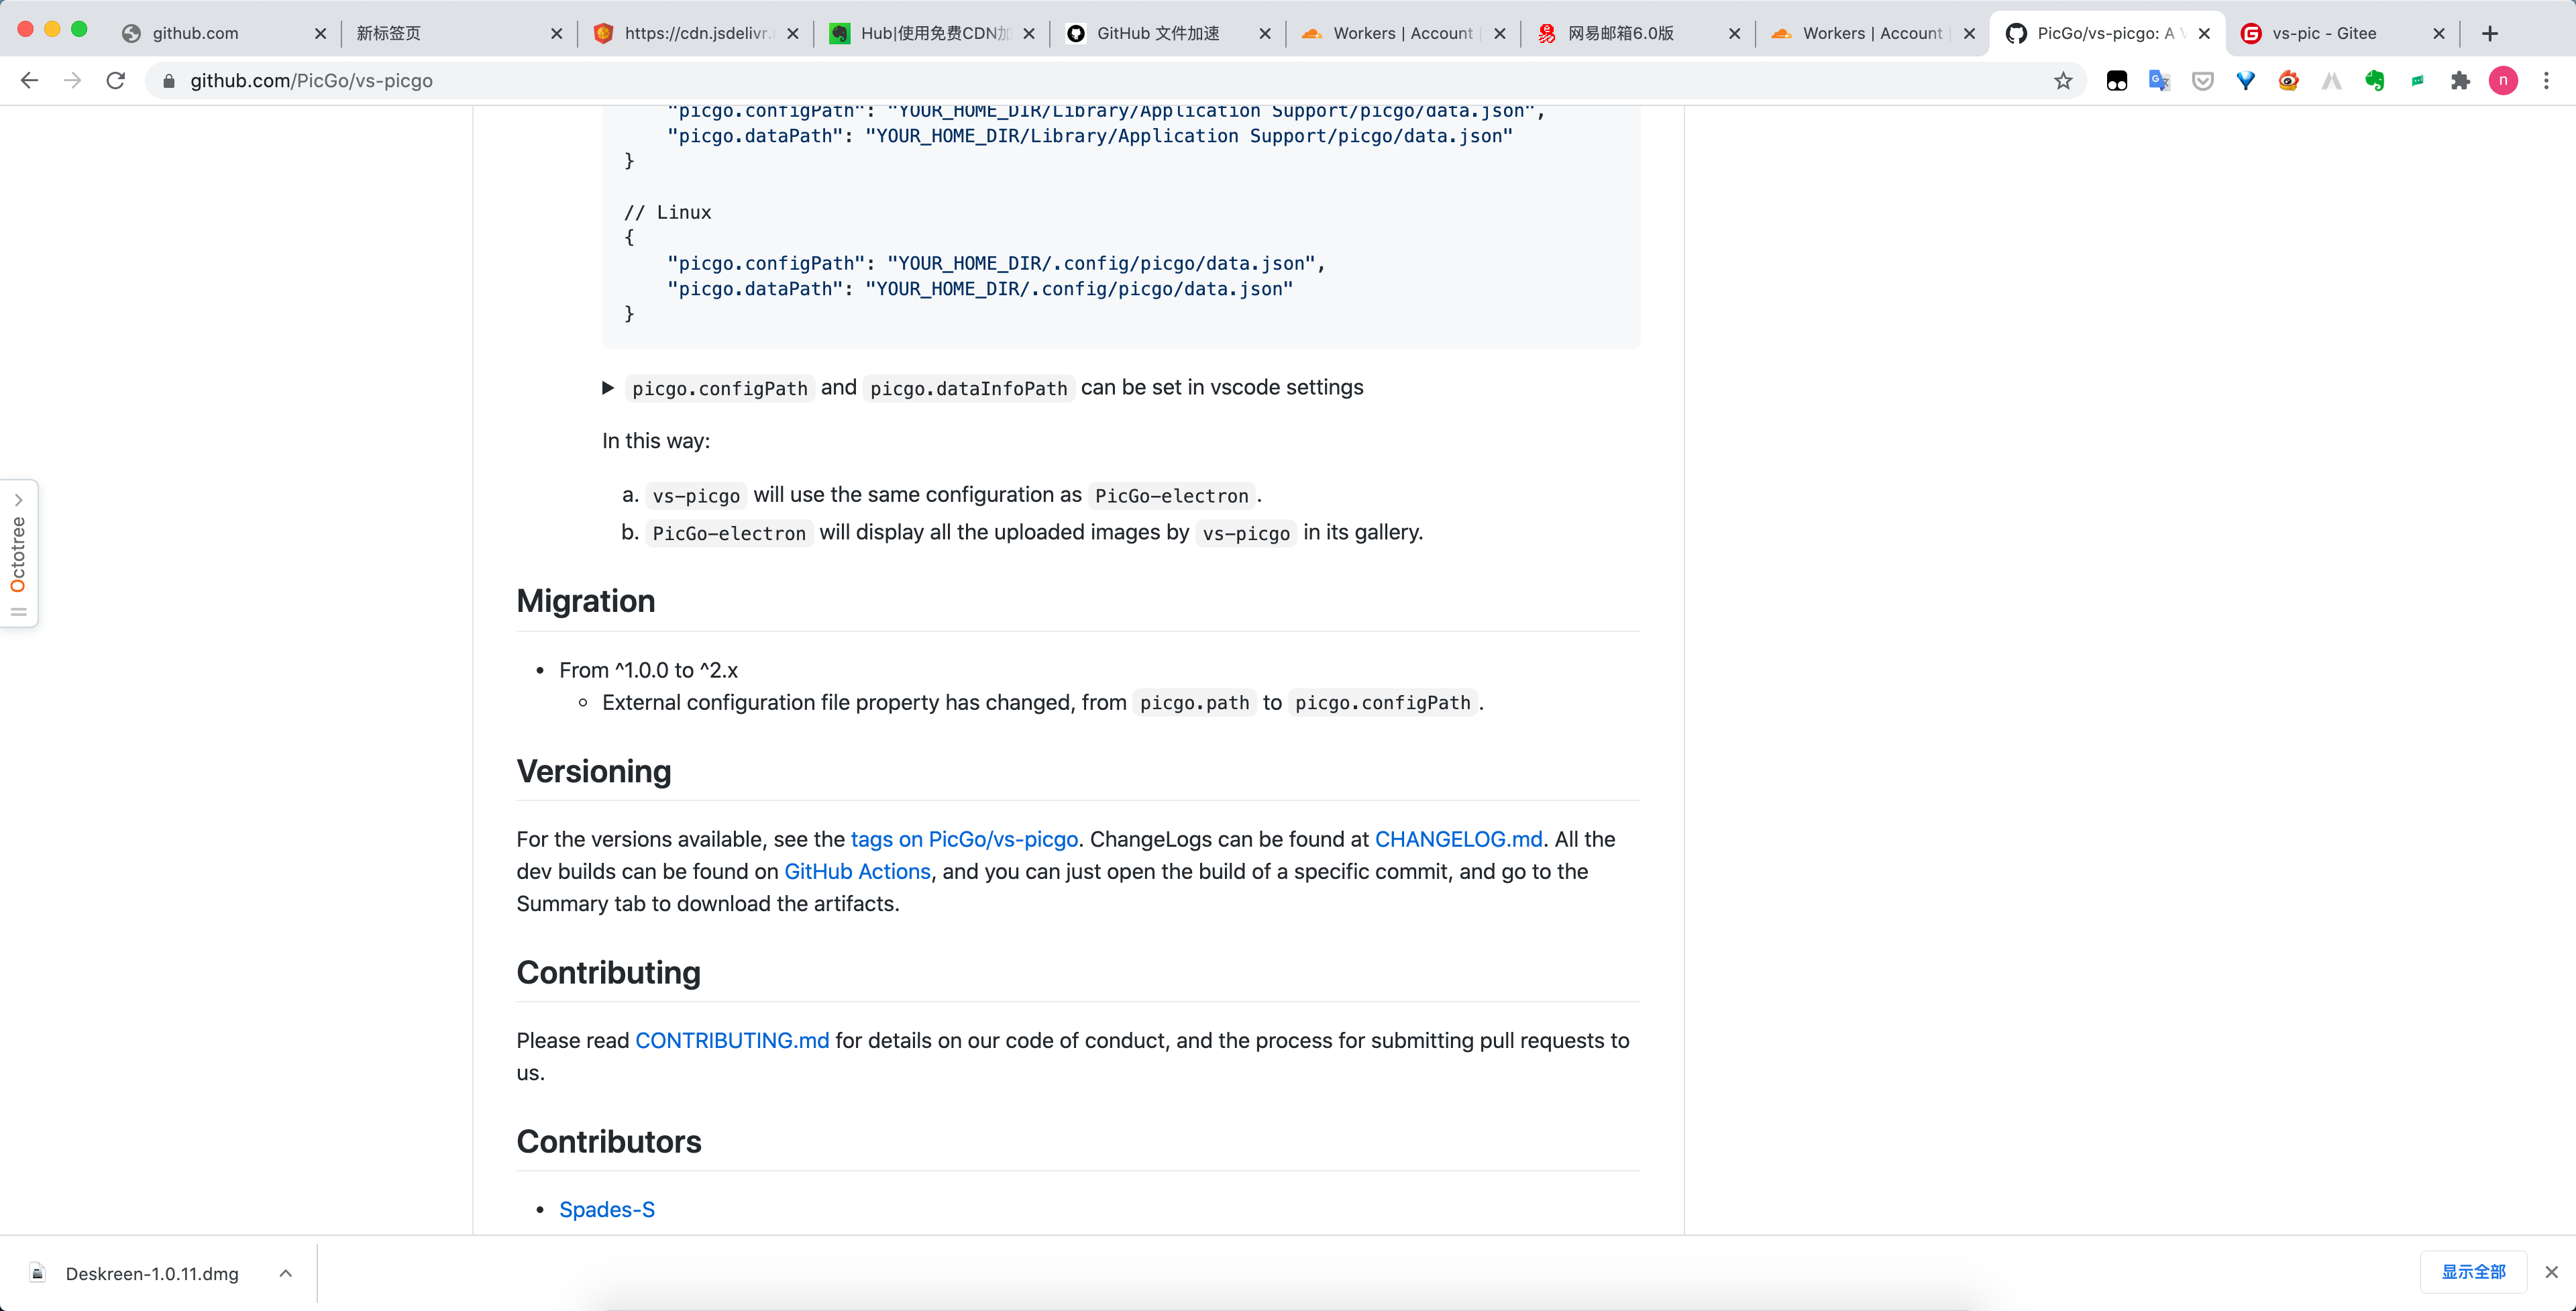 github.com
新标签页
https://cdn.jsdelivr.
Hub|使用免费CDN加
GitHub 文件加速
Workers | Account
网易邮箱6.0版
Workers | Account
PicGo/vs-picgo: A V
vs-pic - Gitee
github.com/PicGo/vs-picgo
n
"picgo.configPath": "YOUR_HOME_DIR/Library/Application Support/picgo/data.json",
"picgo.dataPath": "YOUR_HOME_DIR/Library/Application Support/picgo/data.json"
}
// Linux
{
"picgo.configPath": "YOUR_HOME_DIR/.config/picgo/data.json",
"picgo.dataPath": "YOUR_HOME_DIR/.config/picgo/data.json"
}
picgo.configPath and picgo.dataInfoPath can be set in vscode settings
In this way:
a. vs-picgo will use the same configuration as PicGo-electron.
b. PicGo-electron will display all the uploaded images by vs-picgo in its gallery.
Octotree
Migration
• From ^1.0.0 to ^2.x
◦ External configuration file property has changed, from picgo.path to picgo.configPath.
Versioning
For the versions available, see the tags on PicGo/vs-picgo. ChangeLogs can be found at CHANGELOG.md. All the
dev builds can be found on GitHub Actions, and you can just open the build of a specific commit, and go to the
Summary tab to download the artifacts.
Contributing
Please read CONTRIBUTING.md for details on our code of conduct, and the process for submitting pull requests to
us.
Contributors
• Spades-S
Deskreen-1.0.11.dmg
显示全部